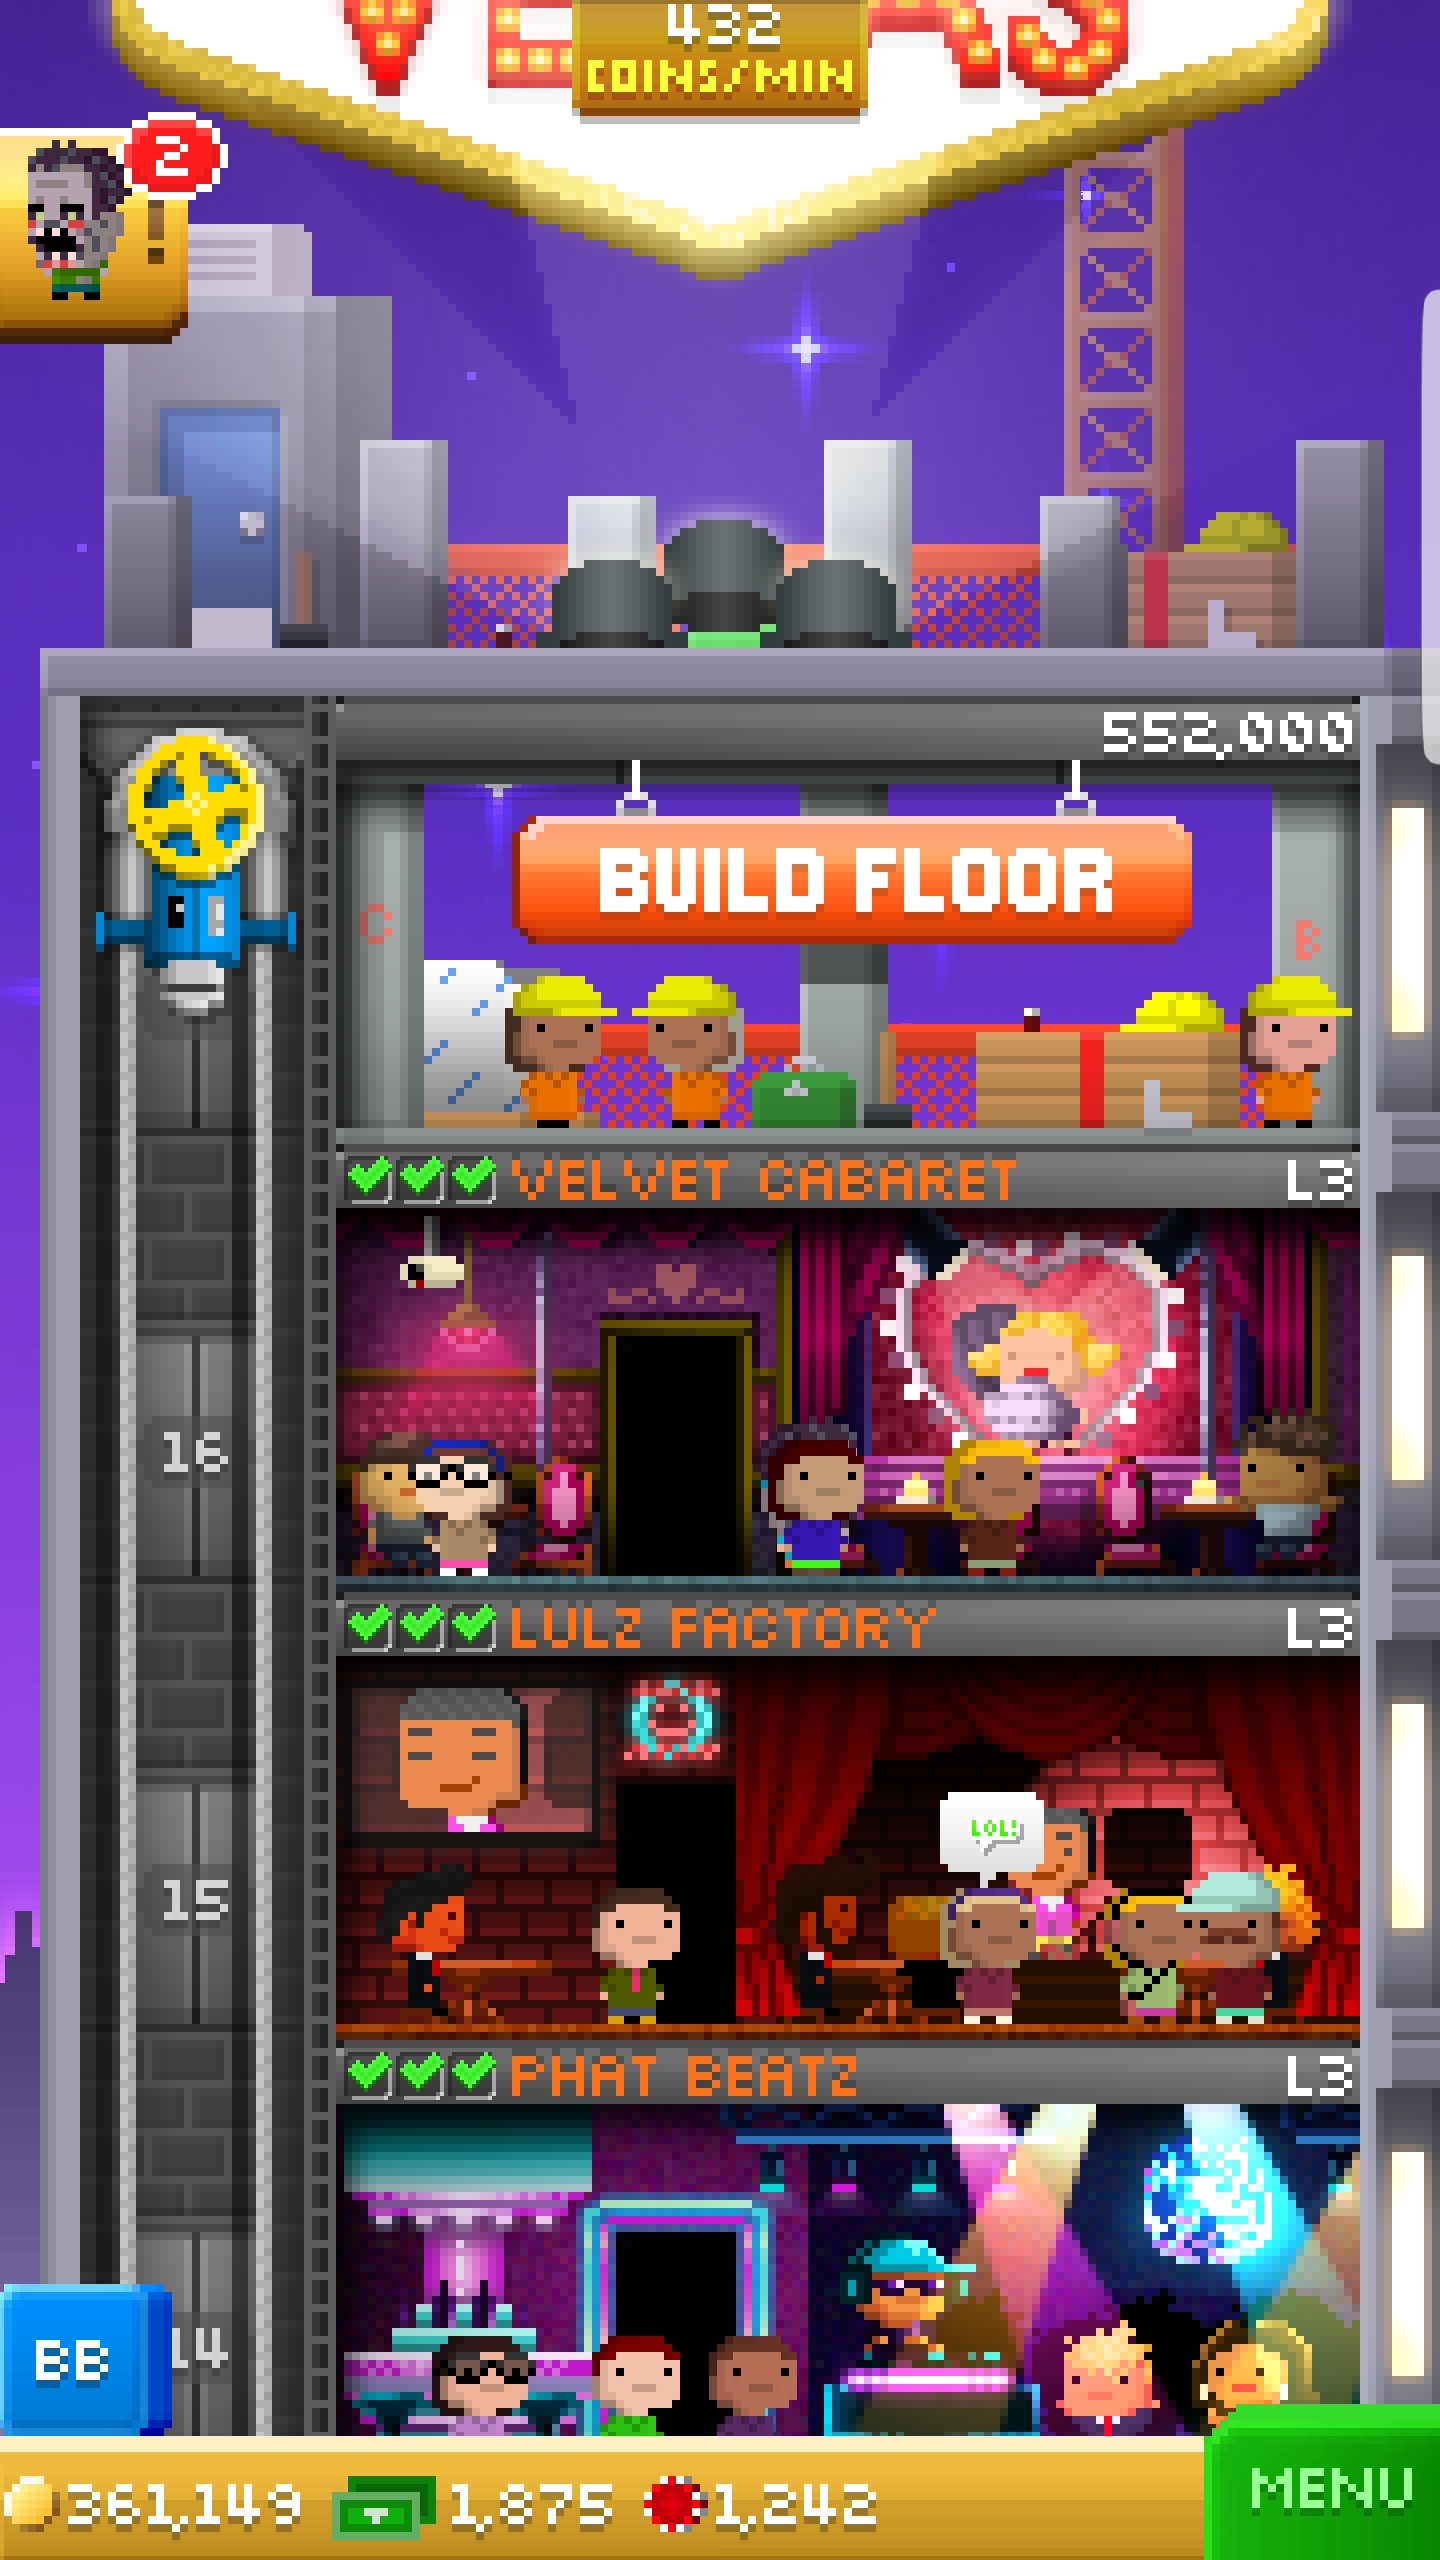 VEGAS
432
COINS/MIN
2
!
552,000
BUILD FLOOR
C
B
VELVET CABARET L3
16
LULZ FACTORY L3
LOL!
15
PHAT BEATZ L3
14
BB
361,149 1,875 1,242
MENU